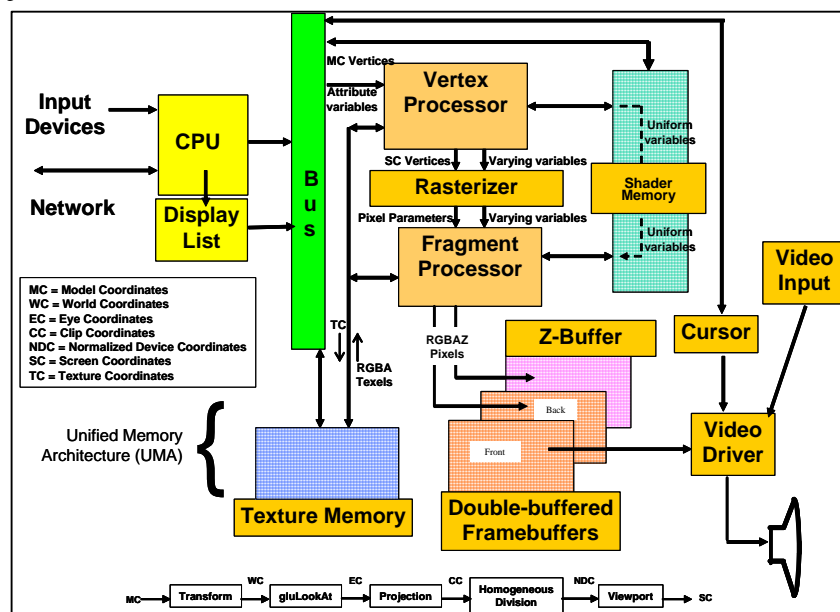 MC Vertices
Attribute
variables
Vertex
Processor
Input
Devices
CPU
Bus
Uniform
variables
SC Vertices
Varying variables
Rasterizer
Shader
Memory
Network
Display
List
Pixel Parameters
Varying variables
Fragment
Processor
Uniform
variables
Video
Input
MC = Model Coordinates
WC = World Coordinates
EC = Eye Coordinates
CC = Clip Coordinates
NDC = Normalized Device Coordinates
SC = Screen Coordinates
TC = Texture Coordinates
TC
RGBA
Texels
RGBAZ
Pixels
Z-Buffer
Cursor
Back
Front
Video
Driver
Unified Memory
Architecture (UMA)
Texture Memory
Double-buffered
Framebuffers
MC
Transform
WC
gluLookAt
EC
Projection
CC
Homogeneous
Division
NDC
Viewport
SC